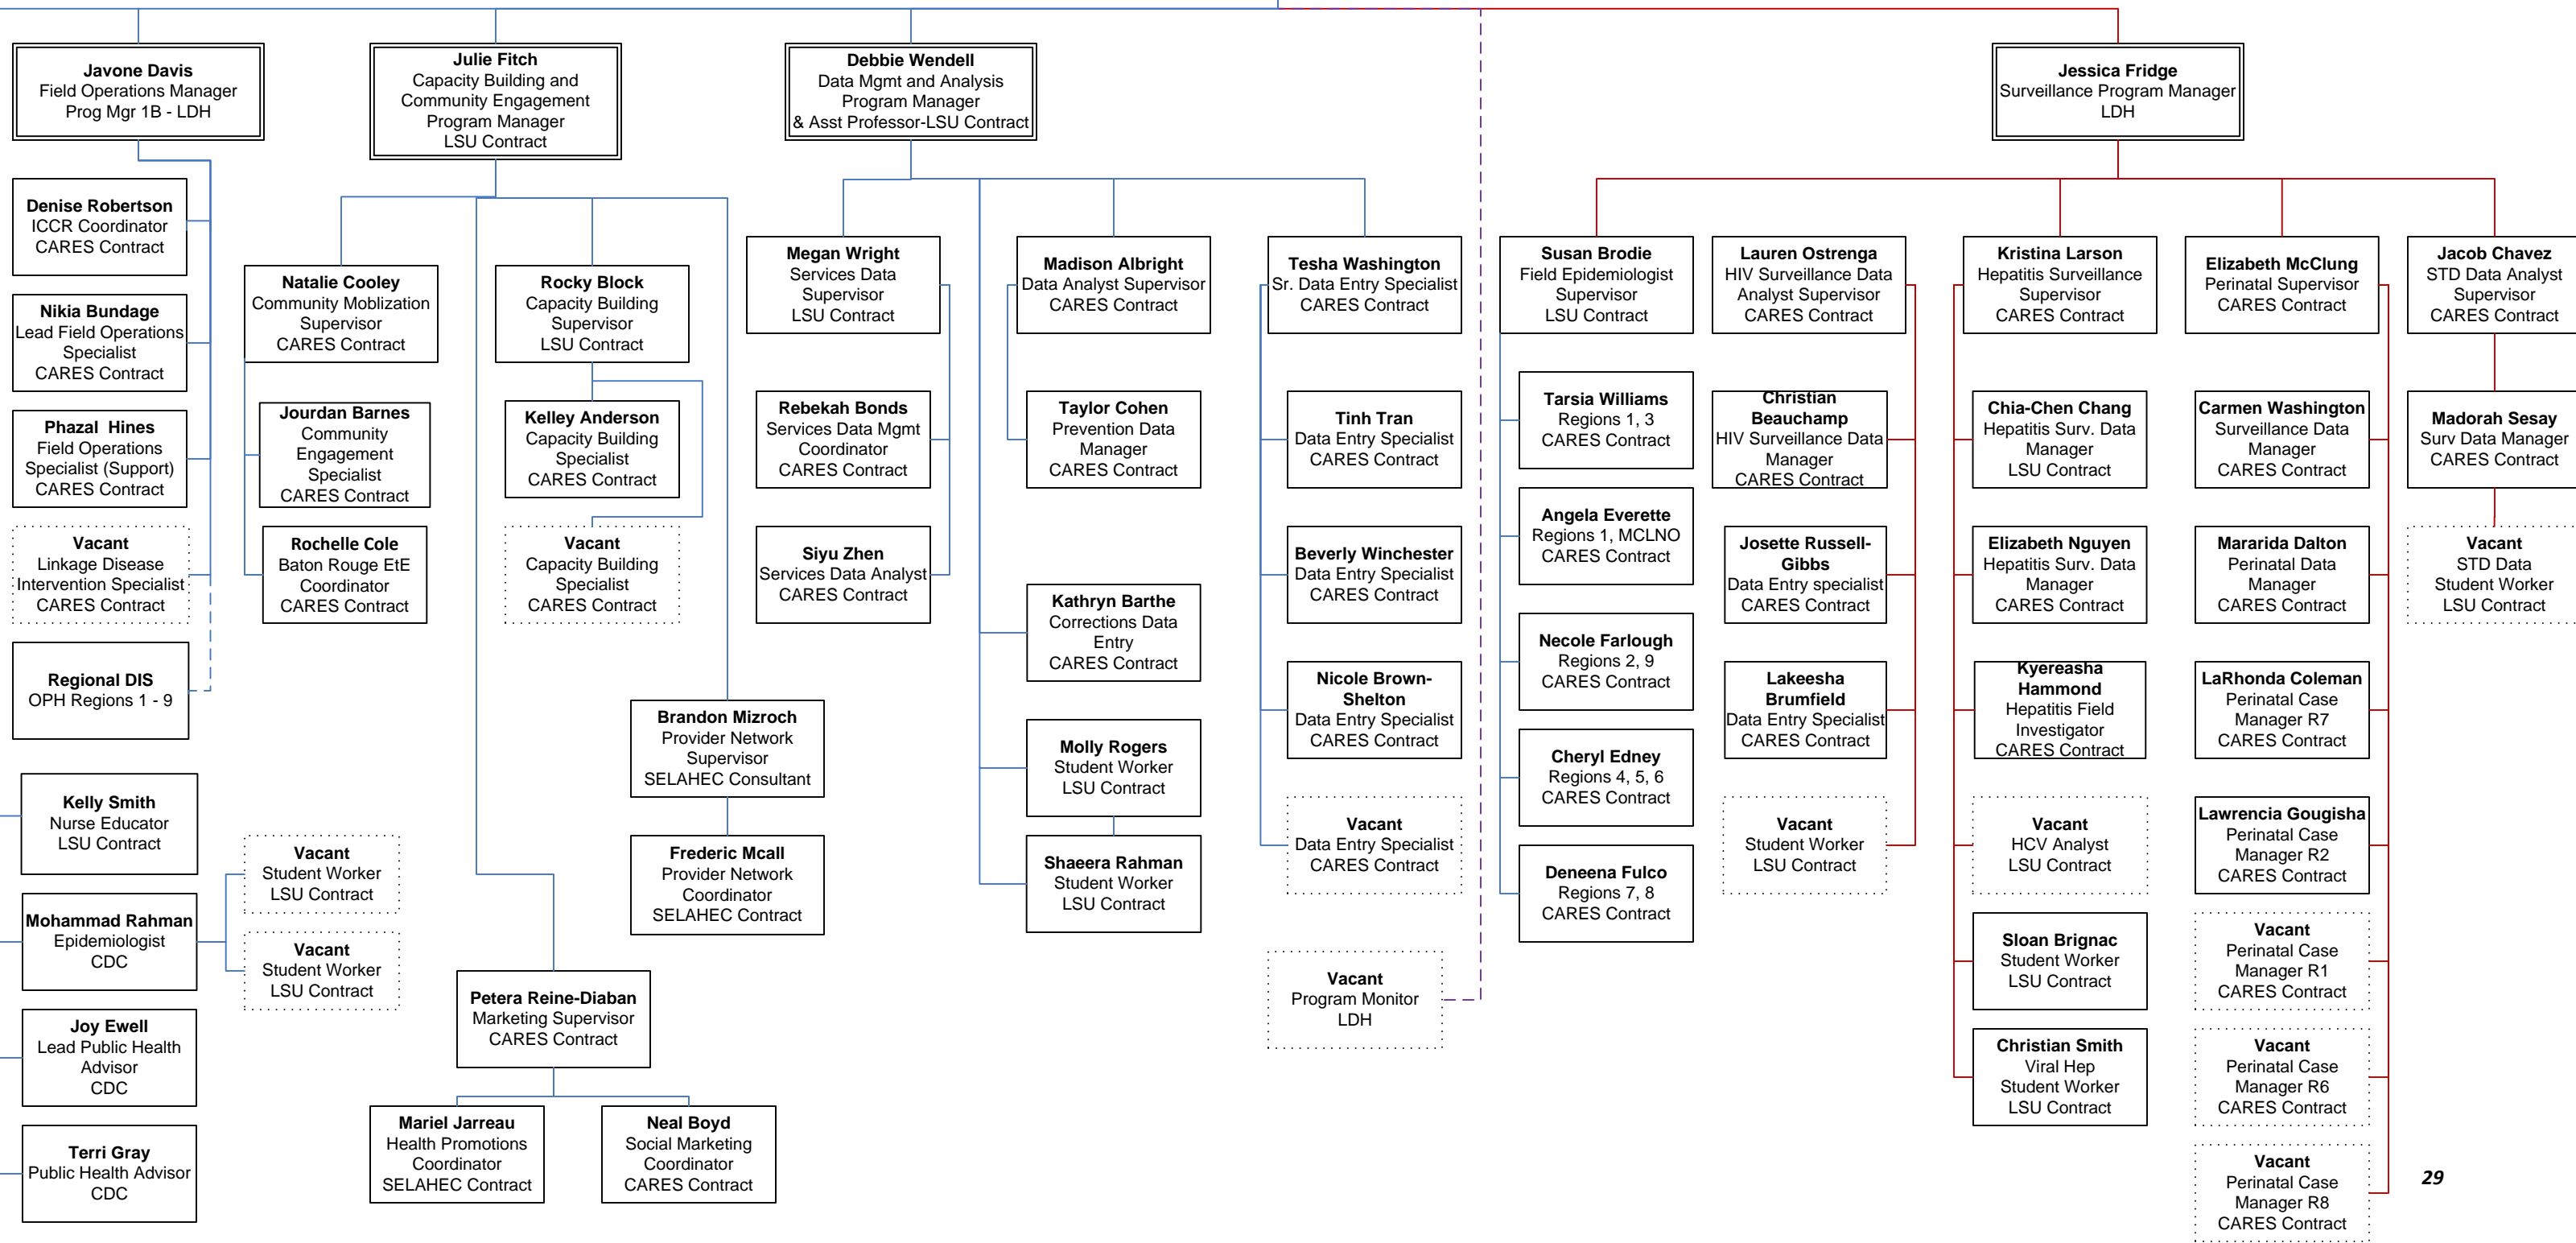 Javone Davis
Field Operations Manager
Prog Mgr 1B - LDH
Julie Fitch
Capacity Building and
Community Engagement
Program Manager
LSU Contract
Debbie Wendell
Data Mgmt and Analysis
Program Manager
& Asst Professor-LSU Contract
Jessica Fridge
Surveillance Program Manager
LDH
Denise Robertson
ICCR Coordinator
CARES Contract
Nikia Bundage
Lead Field Operations
Specialist
CARES Contract
Phazal Hines
Field Operations
Specialist (Support)
CARES Contract
Vacant
Linkage Disease
Intervention Specialist
CARES Contract
Regional DIS
OPH Regions 1 - 9
Kelly Smith
Nurse Educator
LSU Contract
Mohammad Rahman
Epidemiologist
CDC
Joy Ewell
Lead Public Health
Advisor
CDC
Terri Gray
Public Health Advisor
CDC
Vacant
Student Worker
LSU Contract
Vacant
Student Worker
LSU Contract
Natalie Cooley
Community Moblization
Supervisor
CARES Contract
Jourdan Barnes
Community
Engagement
Specialist
CARES Contract
Rochelle Cole
Baton Rouge EtE
Coordinator
CARES Contract
Rocky Block
Capacity Building
Supervisor
LSU Contract
Kelley Anderson
Capacity Building
Specialist
CARES Contract
Vacant
Capacity Building
Specialist
CARES Contract
Brandon Mizroch
Provider Network
Supervisor
SELAHEC Consultant
Frederic Mcall
Provider Network
Coordinator
SELAHEC Contract
Petera Reine-Diaban
Marketing Supervisor
CARES Contract
Mariel Jarreau
Health Promotions
Coordinator
SELAHEC Contract
Neal Boyd
Social Marketing
Coordinator
CARES Contract
Megan Wright
Services Data
Supervisor
LSU Contract
Rebekah Bonds
Services Data Mgmt
Coordinator
CARES Contract
Siyu Zhen
Services Data Analyst
CARES Contract
Madison Albright
Data Analyst Supervisor
CARES Contract
Taylor Cohen
Prevention Data
Manager
CARES Contract
Kathryn Barthe
Corrections Data
Entry
CARES Contract
Molly Rogers
Student Worker
LSU Contract
Shaeera Rahman
Student Worker
LSU Contract
Tesha Washington
Sr. Data Entry Specialist
CARES Contract
Tinh Tran
Data Entry Specialist
CARES Contract
Beverly Winchester
Data Entry Specialist
CARES Contract
Nicole Brown-
Shelton
Data Entry Specialist
CARES Contract
Vacant
Data Entry Specialist
CARES Contract
Vacant
Program Monitor
LDH
Susan Brodie
Field Epidemiologist
Supervisor
LSU Contract
Tarsia Williams
Regions 1, 3
CARES Contract
Angela Everette
Regions 1, MCLNO
CARES Contract
Necole Farlough
Regions 2, 9
CARES Contract
Cheryl Edney
Regions 4, 5, 6
CARES Contract
Deneena Fulco
Regions 7, 8
CARES Contract
Lauren Ostrenga
HIV Surveillance Data
Analyst Supervisor
CARES Contract
Christian
Beauchamp
HIV Surveillance Data
Manager
CARES Contract
Josette Russell-
Gibbs
Data Entry specialist
CARES Contract
Lakeesha
Brumfield
Data Entry Specialist
CARES Contract
Vacant
Student Worker
LSU Contract
Kristina Larson
Hepatitis Surveillance
Supervisor
CARES Contract
Chia-Chen Chang
Hepatitis Surv. Data
Manager
LSU Contract
Elizabeth Nguyen
Hepatitis Surv. Data
Manager
CARES Contract
Kyereasha
Hammond
Hepatitis Field
Investigator
CARES Contract
Vacant
HCV Analyst
LSU Contract
Sloan Brignac
Student Worker
LSU Contract
Christian Smith
Viral Hep
Student Worker
LSU Contract
Elizabeth McClung
Perinatal Supervisor
CARES Contract
Carmen Washington
Surveillance Data
Manager
CARES Contract
Mararida Dalton
Perinatal Data
Manager
CARES Contract
LaRhonda Coleman
Perinatal Case
Manager R7
CARES Contract
Lawrencia Gougisha
Perinatal Case
Manager R2
CARES Contract
Vacant
Perinatal Case
Manager R1
CARES Contract
Vacant
Perinatal Case
Manager R6
CARES Contract
Vacant
Perinatal Case
Manager R8
CARES Contract
Jacob Chavez
STD Data Analyst
Supervisor
CARES Contract
Madorah Sesay
Surv Data Manager
CARES Contract
Vacant
STD Data
Student Worker
LSU Contract
29